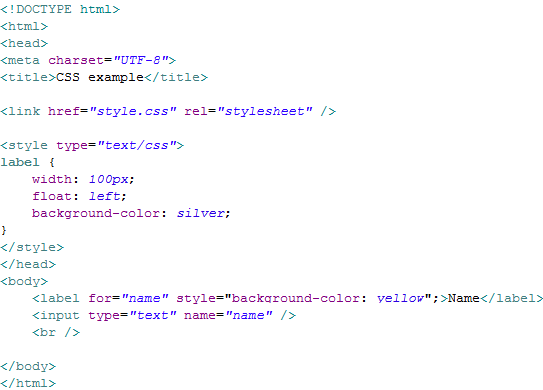 <!DOCTYPE html>
<html>
<head>
<meta charset="UTF-8">
<title>CSS example</title>

<link href="style.css" rel="stylesheet" />

<style type="text/css">
label {
    width: 100px;
    float: left;
    background-color: silver;
}
</style>
</head>
<body>
    <label for="name" style="background-color: yellow";>Name</label>
    <input type="text" name="name" />
    <br />

</body>
</html>